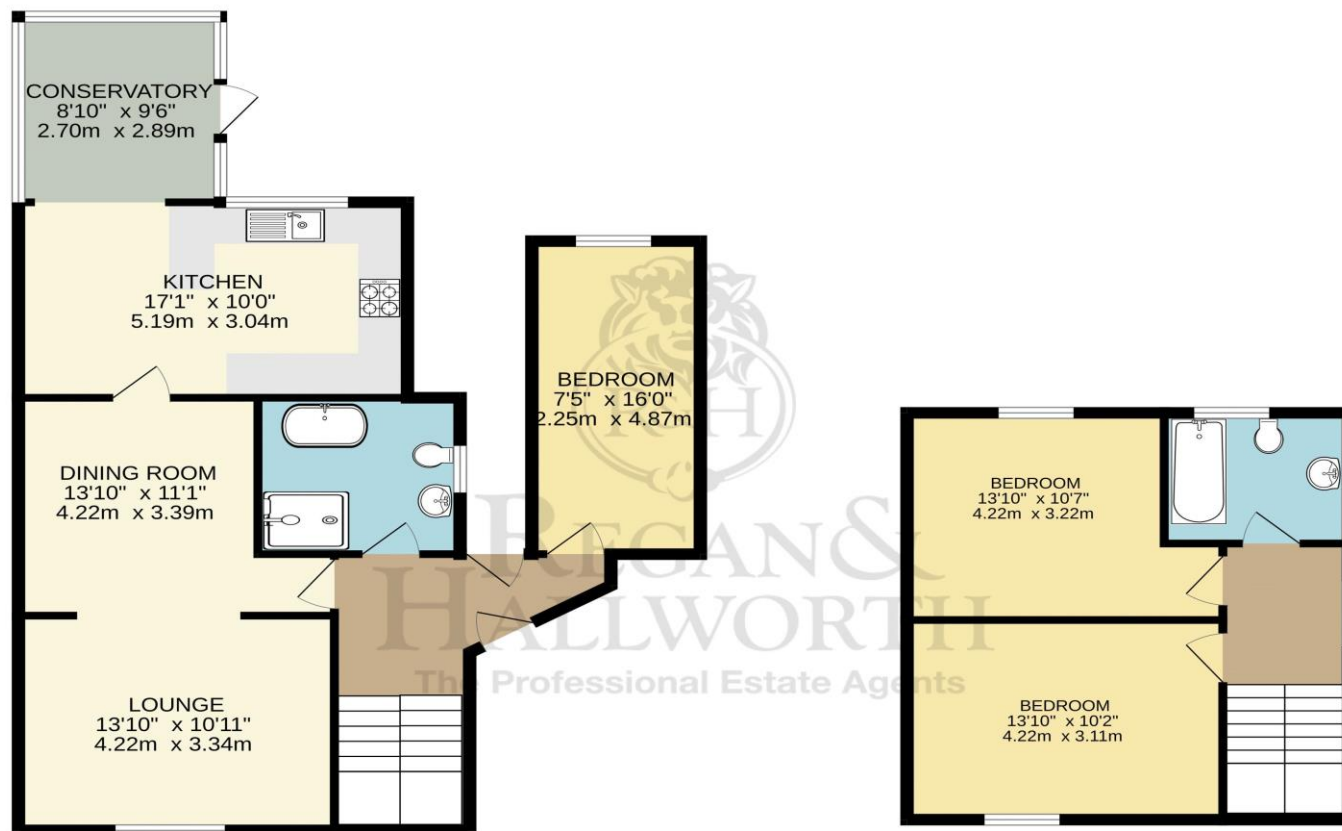 CONSERVATORY
8'10" x 9'6"
2.70m x 2.89m
KITCHEN
17'1" x 10'0"
5.19m x 3.04m
BEDROOM
7'5" x 16'0"
2.25m x 4.87m
DINING ROOM
13'10" x 11'1"
4.22m x 3.39m
LOUNGE
13'10" x 10'11"
4.22m x 3.34m
BEDROOM
13'10" x 10'7"
4.22m x 3.22m
BEDROOM
13'10" x 10'2"
4.22m x 3.11m
R&H
REGAN &
HALLWORTH
The Professional Estate Agents